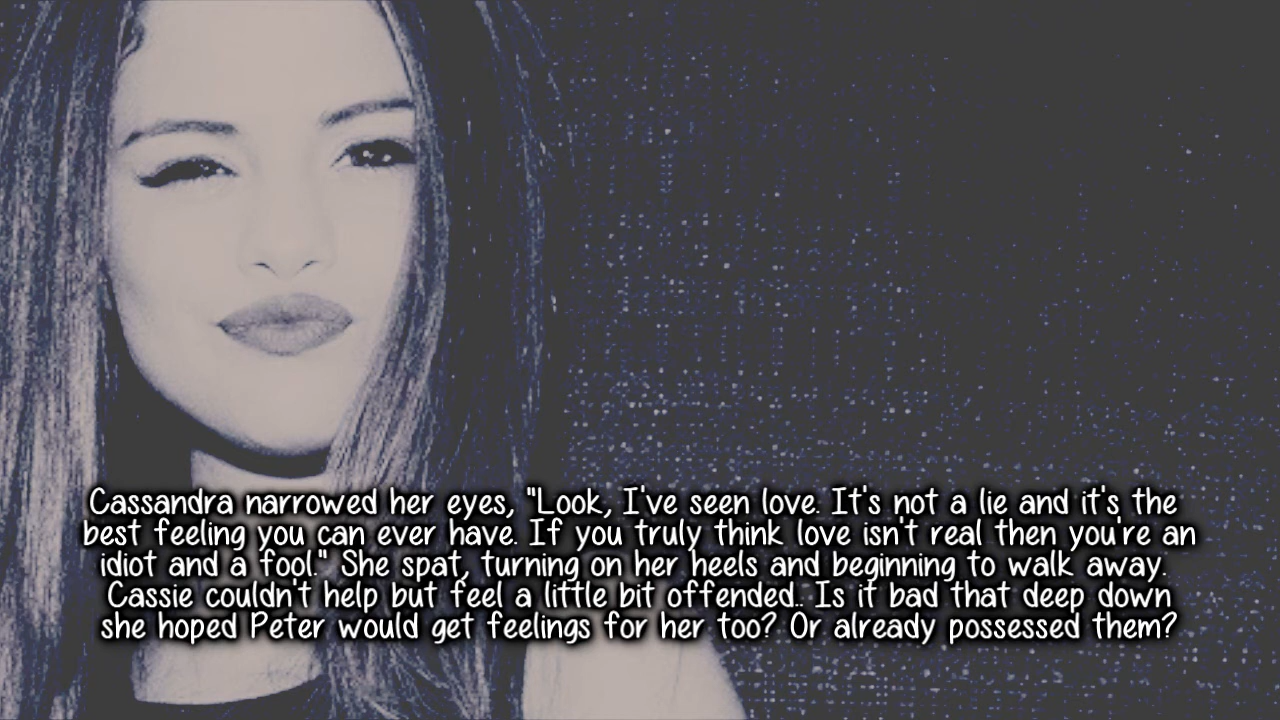 Cassandra narrowed her eyes, "Look, I've seen love. It's not a lie and it's the
best feeling you can ever have. If you truly think love isn't real then you're an
idiot and a fool." She spat, turning on her heels and beginning to walk away.
Cassie couldn't help but feel a little bit offended.. Is it bad that deep down
she hoped Peter would get feelings for her too? Or already possessed them?